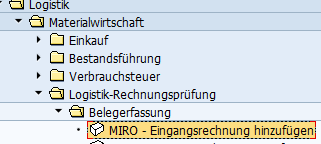 Logistik
Materialwirtschaft
Einkauf
Bestandsführung
Verbrauchsteuer
Logistik-Rechnungsprüfung
Belegerfassung
MIRO - Eingangsrechnung hinzufügen